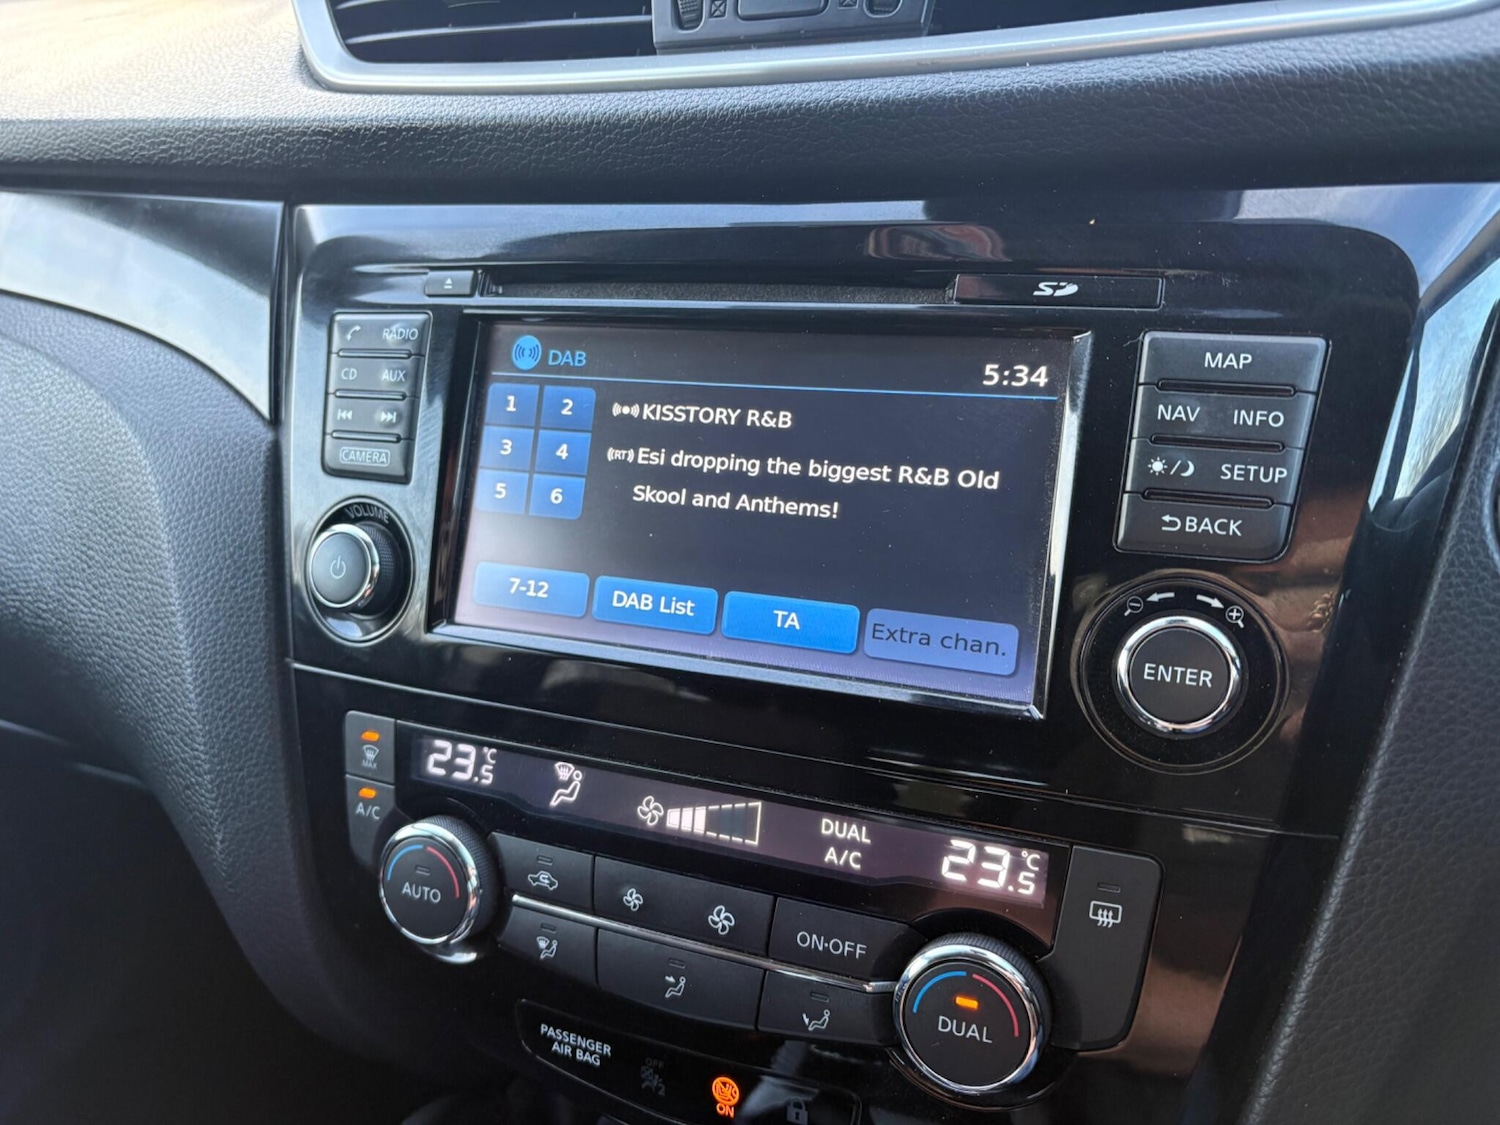 SD
RADIO
CD AUX
CAMERA
VOLUME
DAB
5:34
1 2
3 4
5 6
KISSTORY R&B
(RT) Esi dropping the biggest R&B Old
Skool and Anthems!
7-12
DAB List
TA
Extra chan.
MAP
NAV INFO
SETUP
BACK
ENTER
MAX
A/C
23.5°C
DUAL
A/C
23.5°C
AUTO
ON·OFF
DUAL
PASSENGER
AIR BAG
OFF
ON